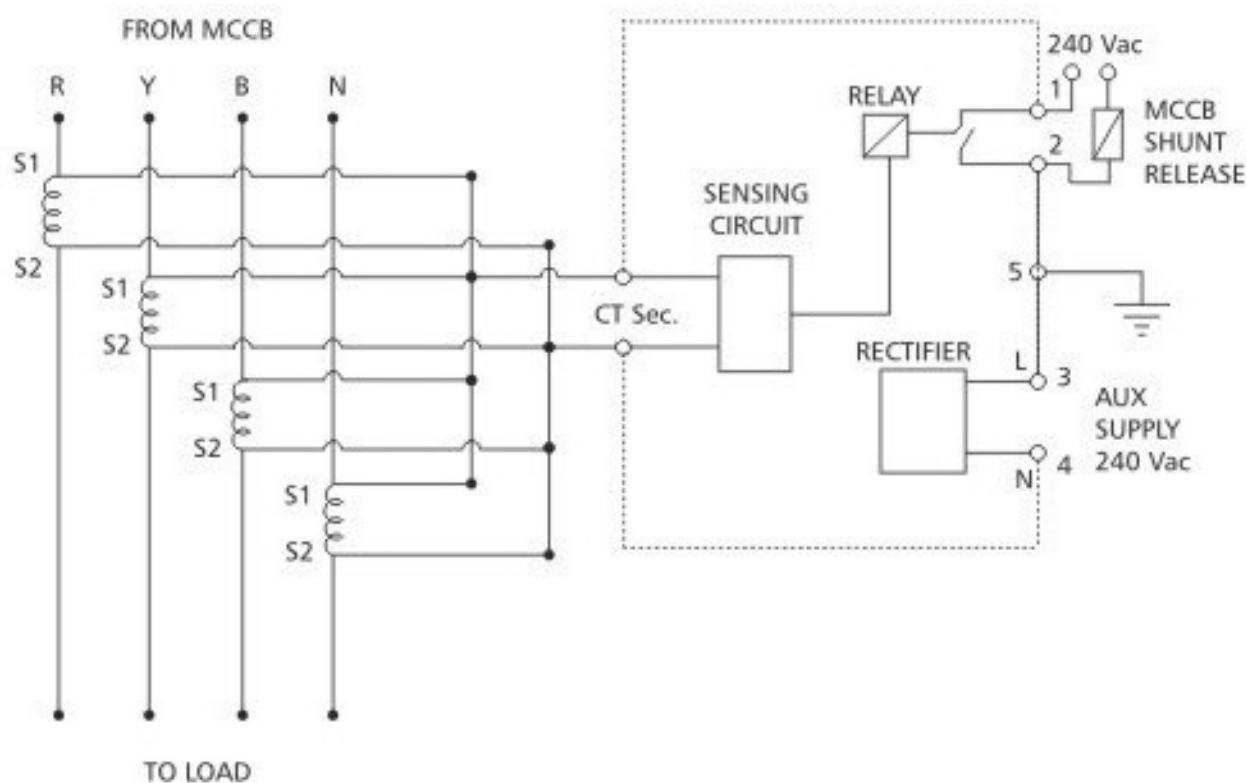 FROM MCCB
R Y B N
S1
S2
S1
S2
S1
S2
S1
S2
TO LOAD
CT Sec.
SENSING
CIRCUIT
RELAY
RECTIFIER
240 Vac
1
2
MCCB
SHUNT
RELEASE
5
L 3
N 4
AUX
SUPPLY
240 Vac